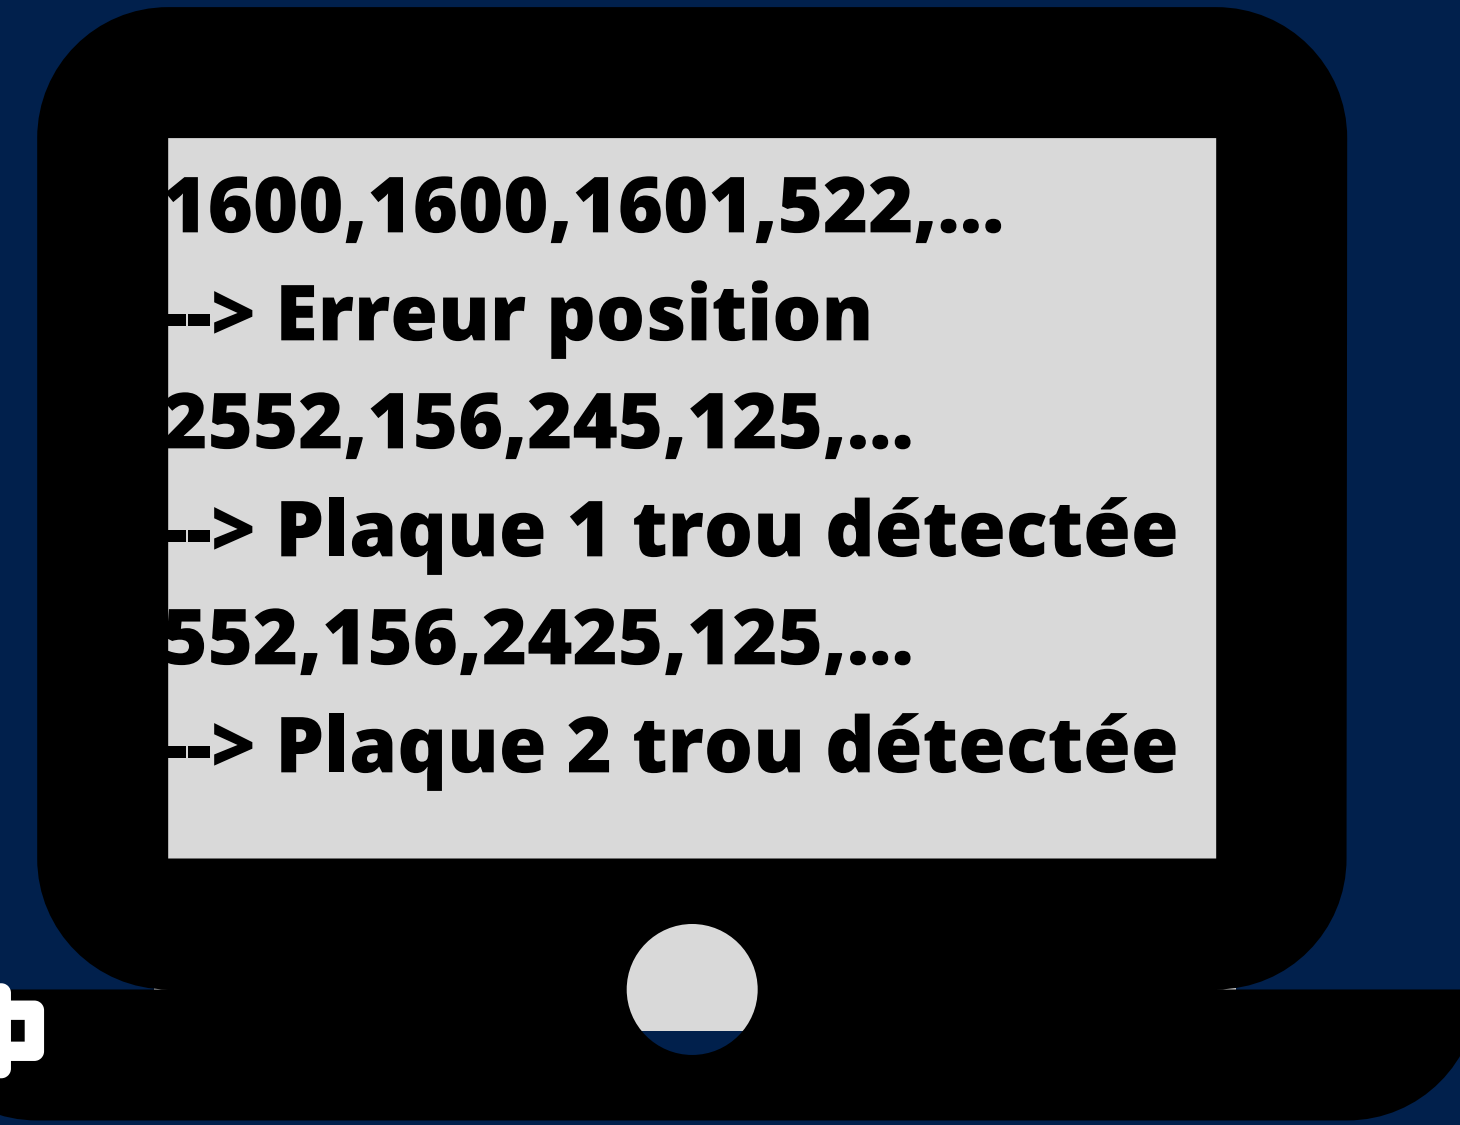 1600,1600,1601,522,...
--> Erreur position
2552,156,245,125,...
--> Plaque 1 trou détectée
552,156,2425,125,...
--> Plaque 2 trou détectée